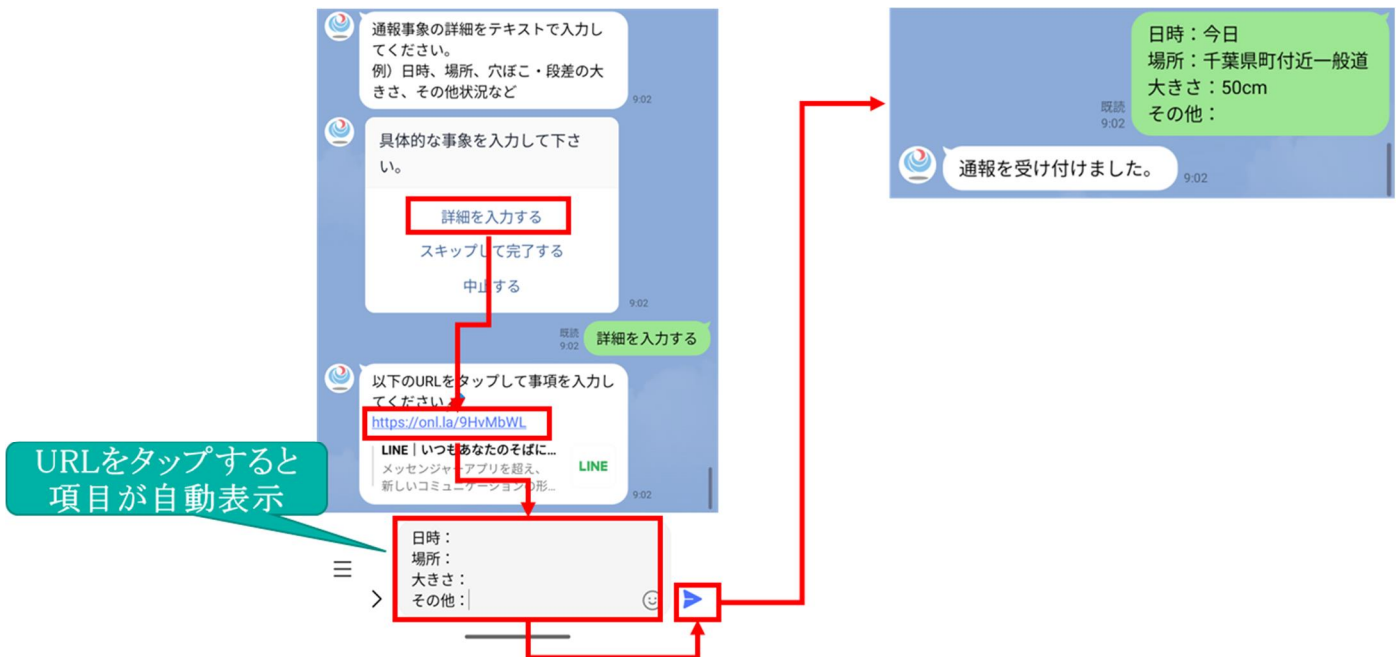 通報事象の詳細をテキストで入力し
てください。
例）日時、場所、穴ぼこ・段差の大
きさ、その他状況など
9:02
具体的な事象を入力して下さ
い。
詳細を入力する
スキップして完了する
中止する
9:02
既読
9:02
詳細を入力する
以下のURLをタップして事項を入力し
てください
https://onl.la/9HvMbWL
LINE｜いつもあなたのそばに...
メッセンジャーアプリを超え、
新しいコミュニケーションの形...
LINE
9:02
URLをタップすると
項目が自動表示
日時：
場所：
大きさ：
その他：
日時：今日
場所：千葉県町付近一般道
大きさ：50cm
その他：
既読
9:02
通報を受け付けました。
9:02